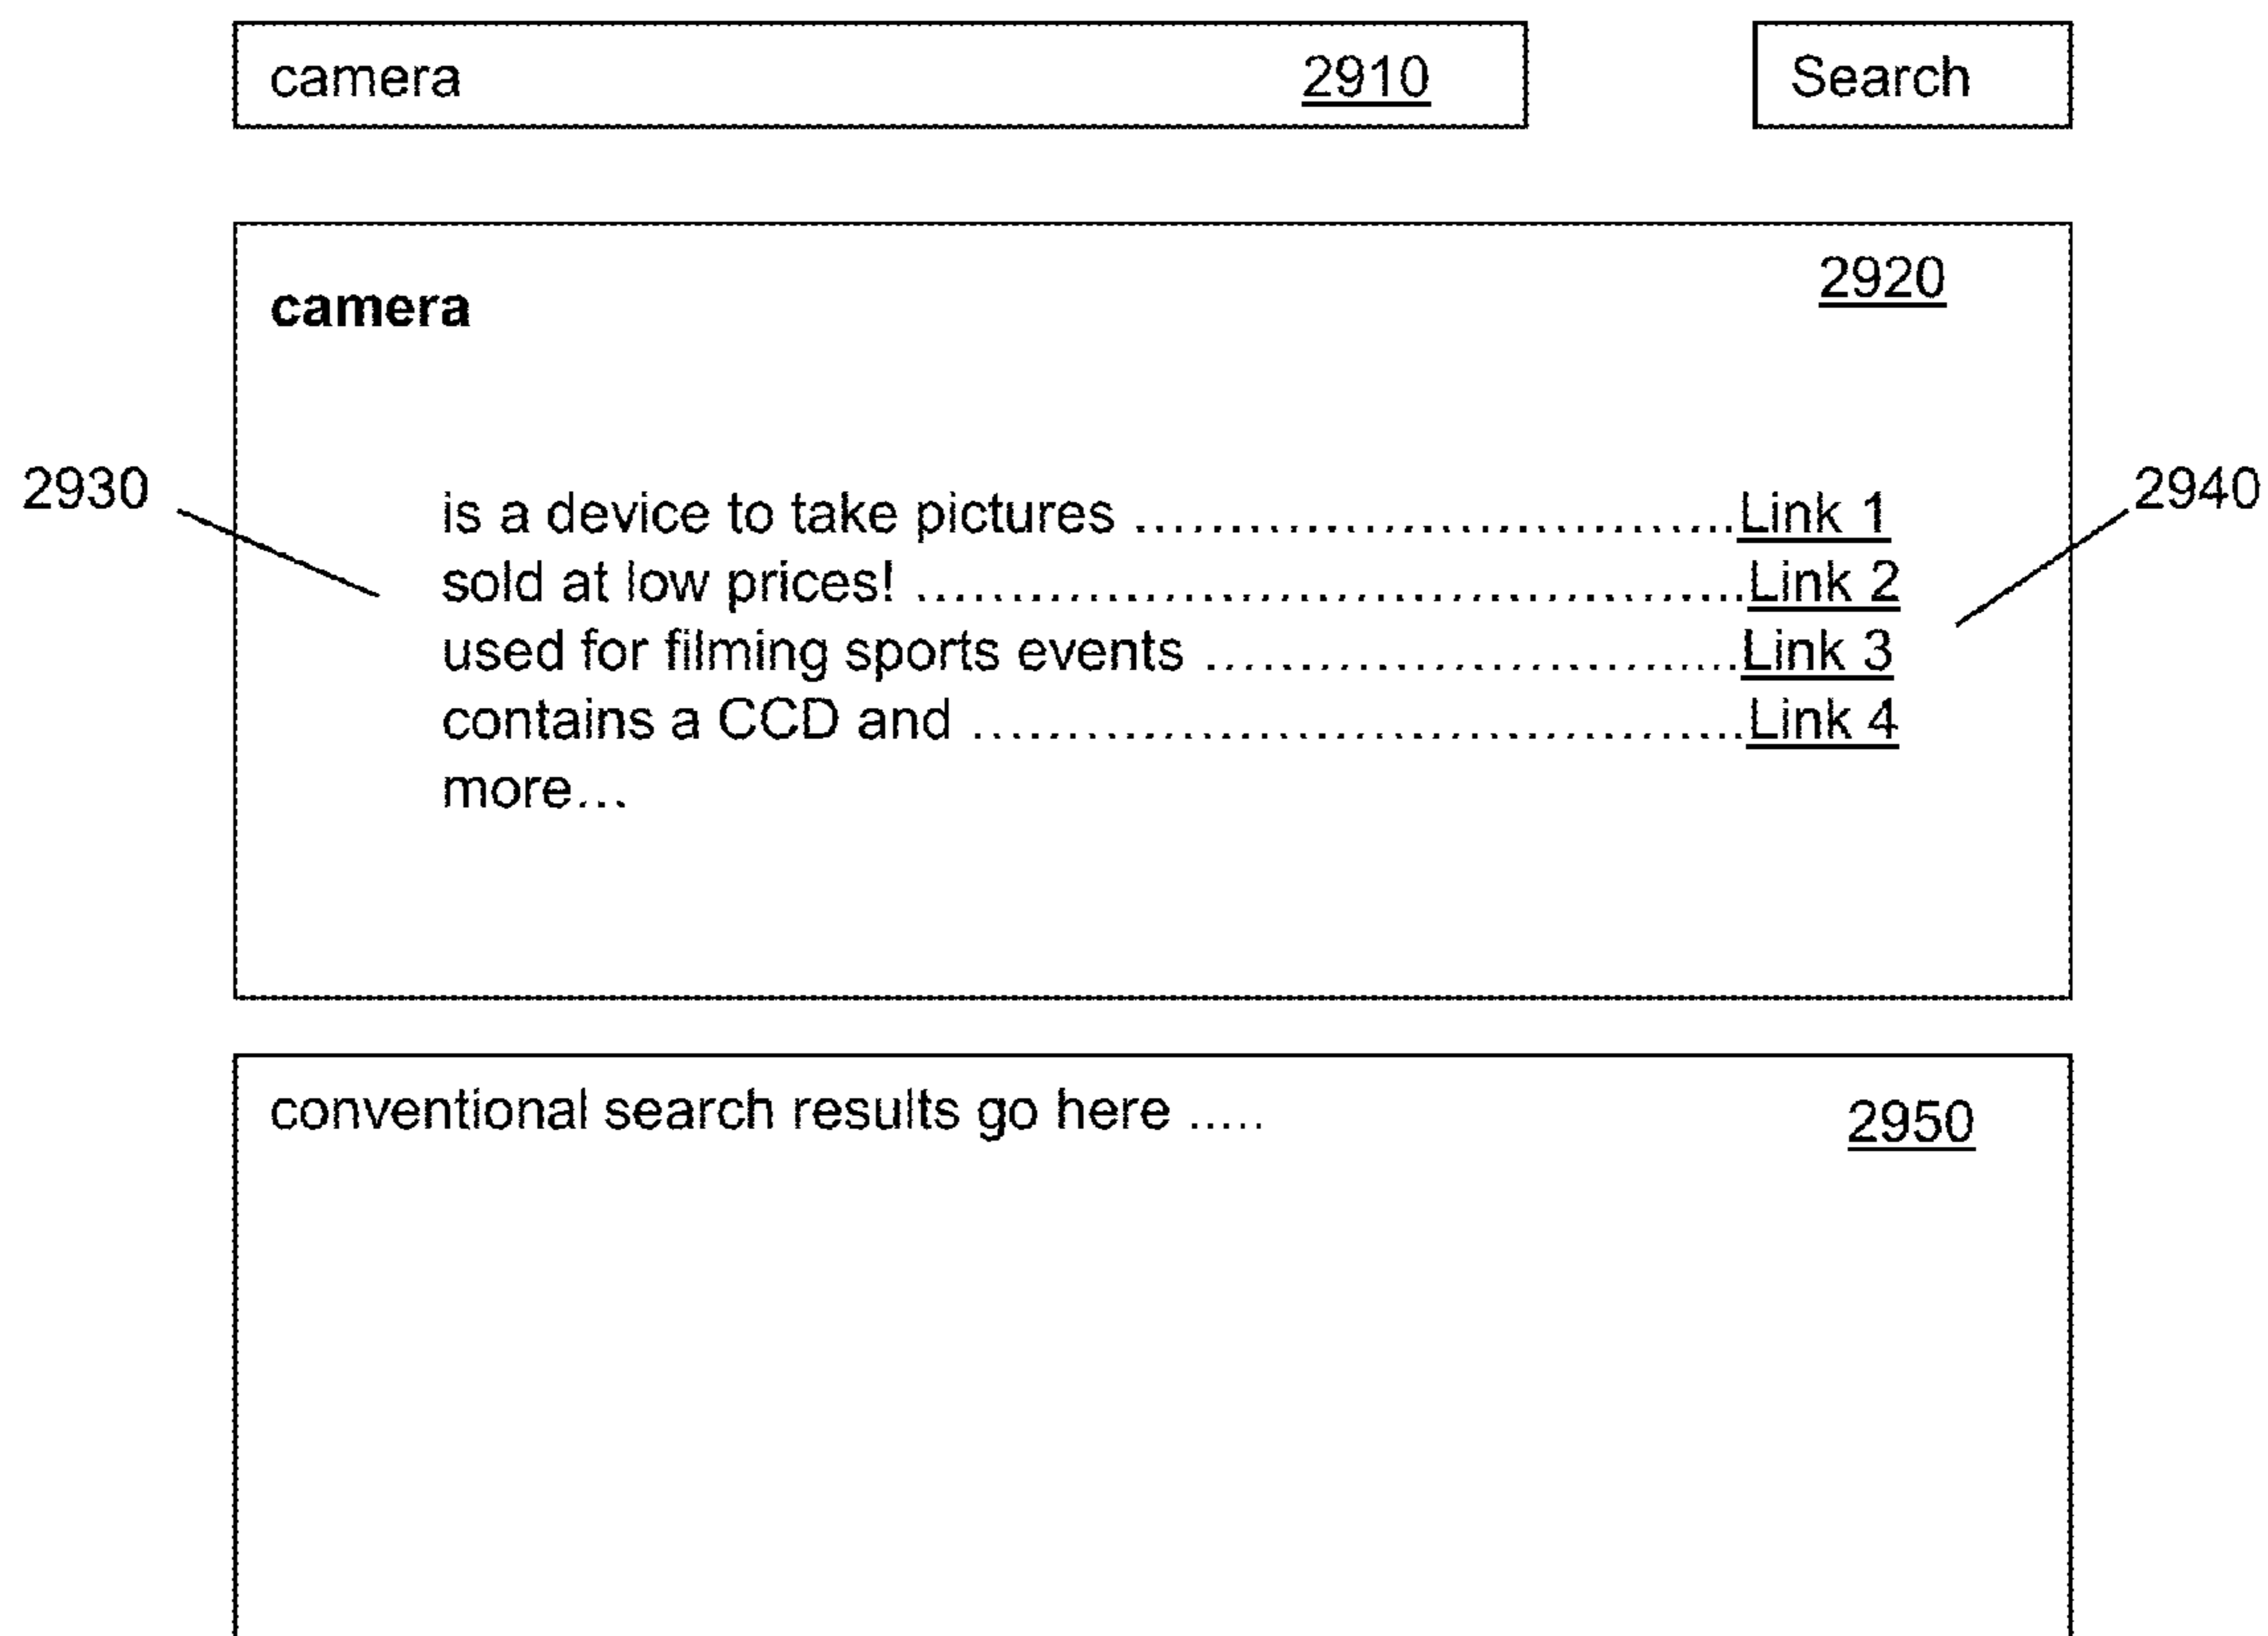 camera 2910 Search
2920
camera
2930 2940
is a device to take pictures ................................Link 1
sold at low prices! ............................................Link 2
used for filming sports events ............................Link 3
contains a CCD and .........................................Link 4
more...
conventional search results go here .....
2950